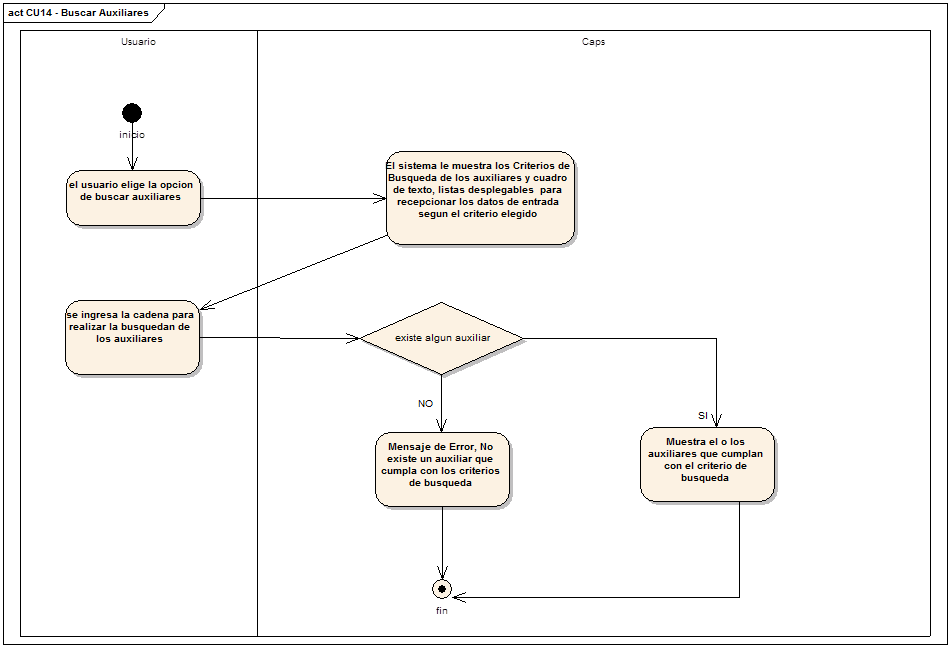 act CU14 - Buscar Auxiliares
Usuario
Caps
inicio
el usuario elige la opcion
de buscar auxiliares
El sistema le muestra los Criterios de
Busqueda de los auxiliares y cuadro
de texto, listas desplegables para
recepcionar los datos de entrada
segun el criterio elegido
se ingresa la cadena para
realizar la busquedan de
los auxiliares
existe algun auxiliar
NO
SI
Mensaje de Error, No
existe un auxiliar que
cumpla con los criterios
de busqueda
Muestra el o los
auxiliares que cumplan
con el criterio de
busqueda
fin